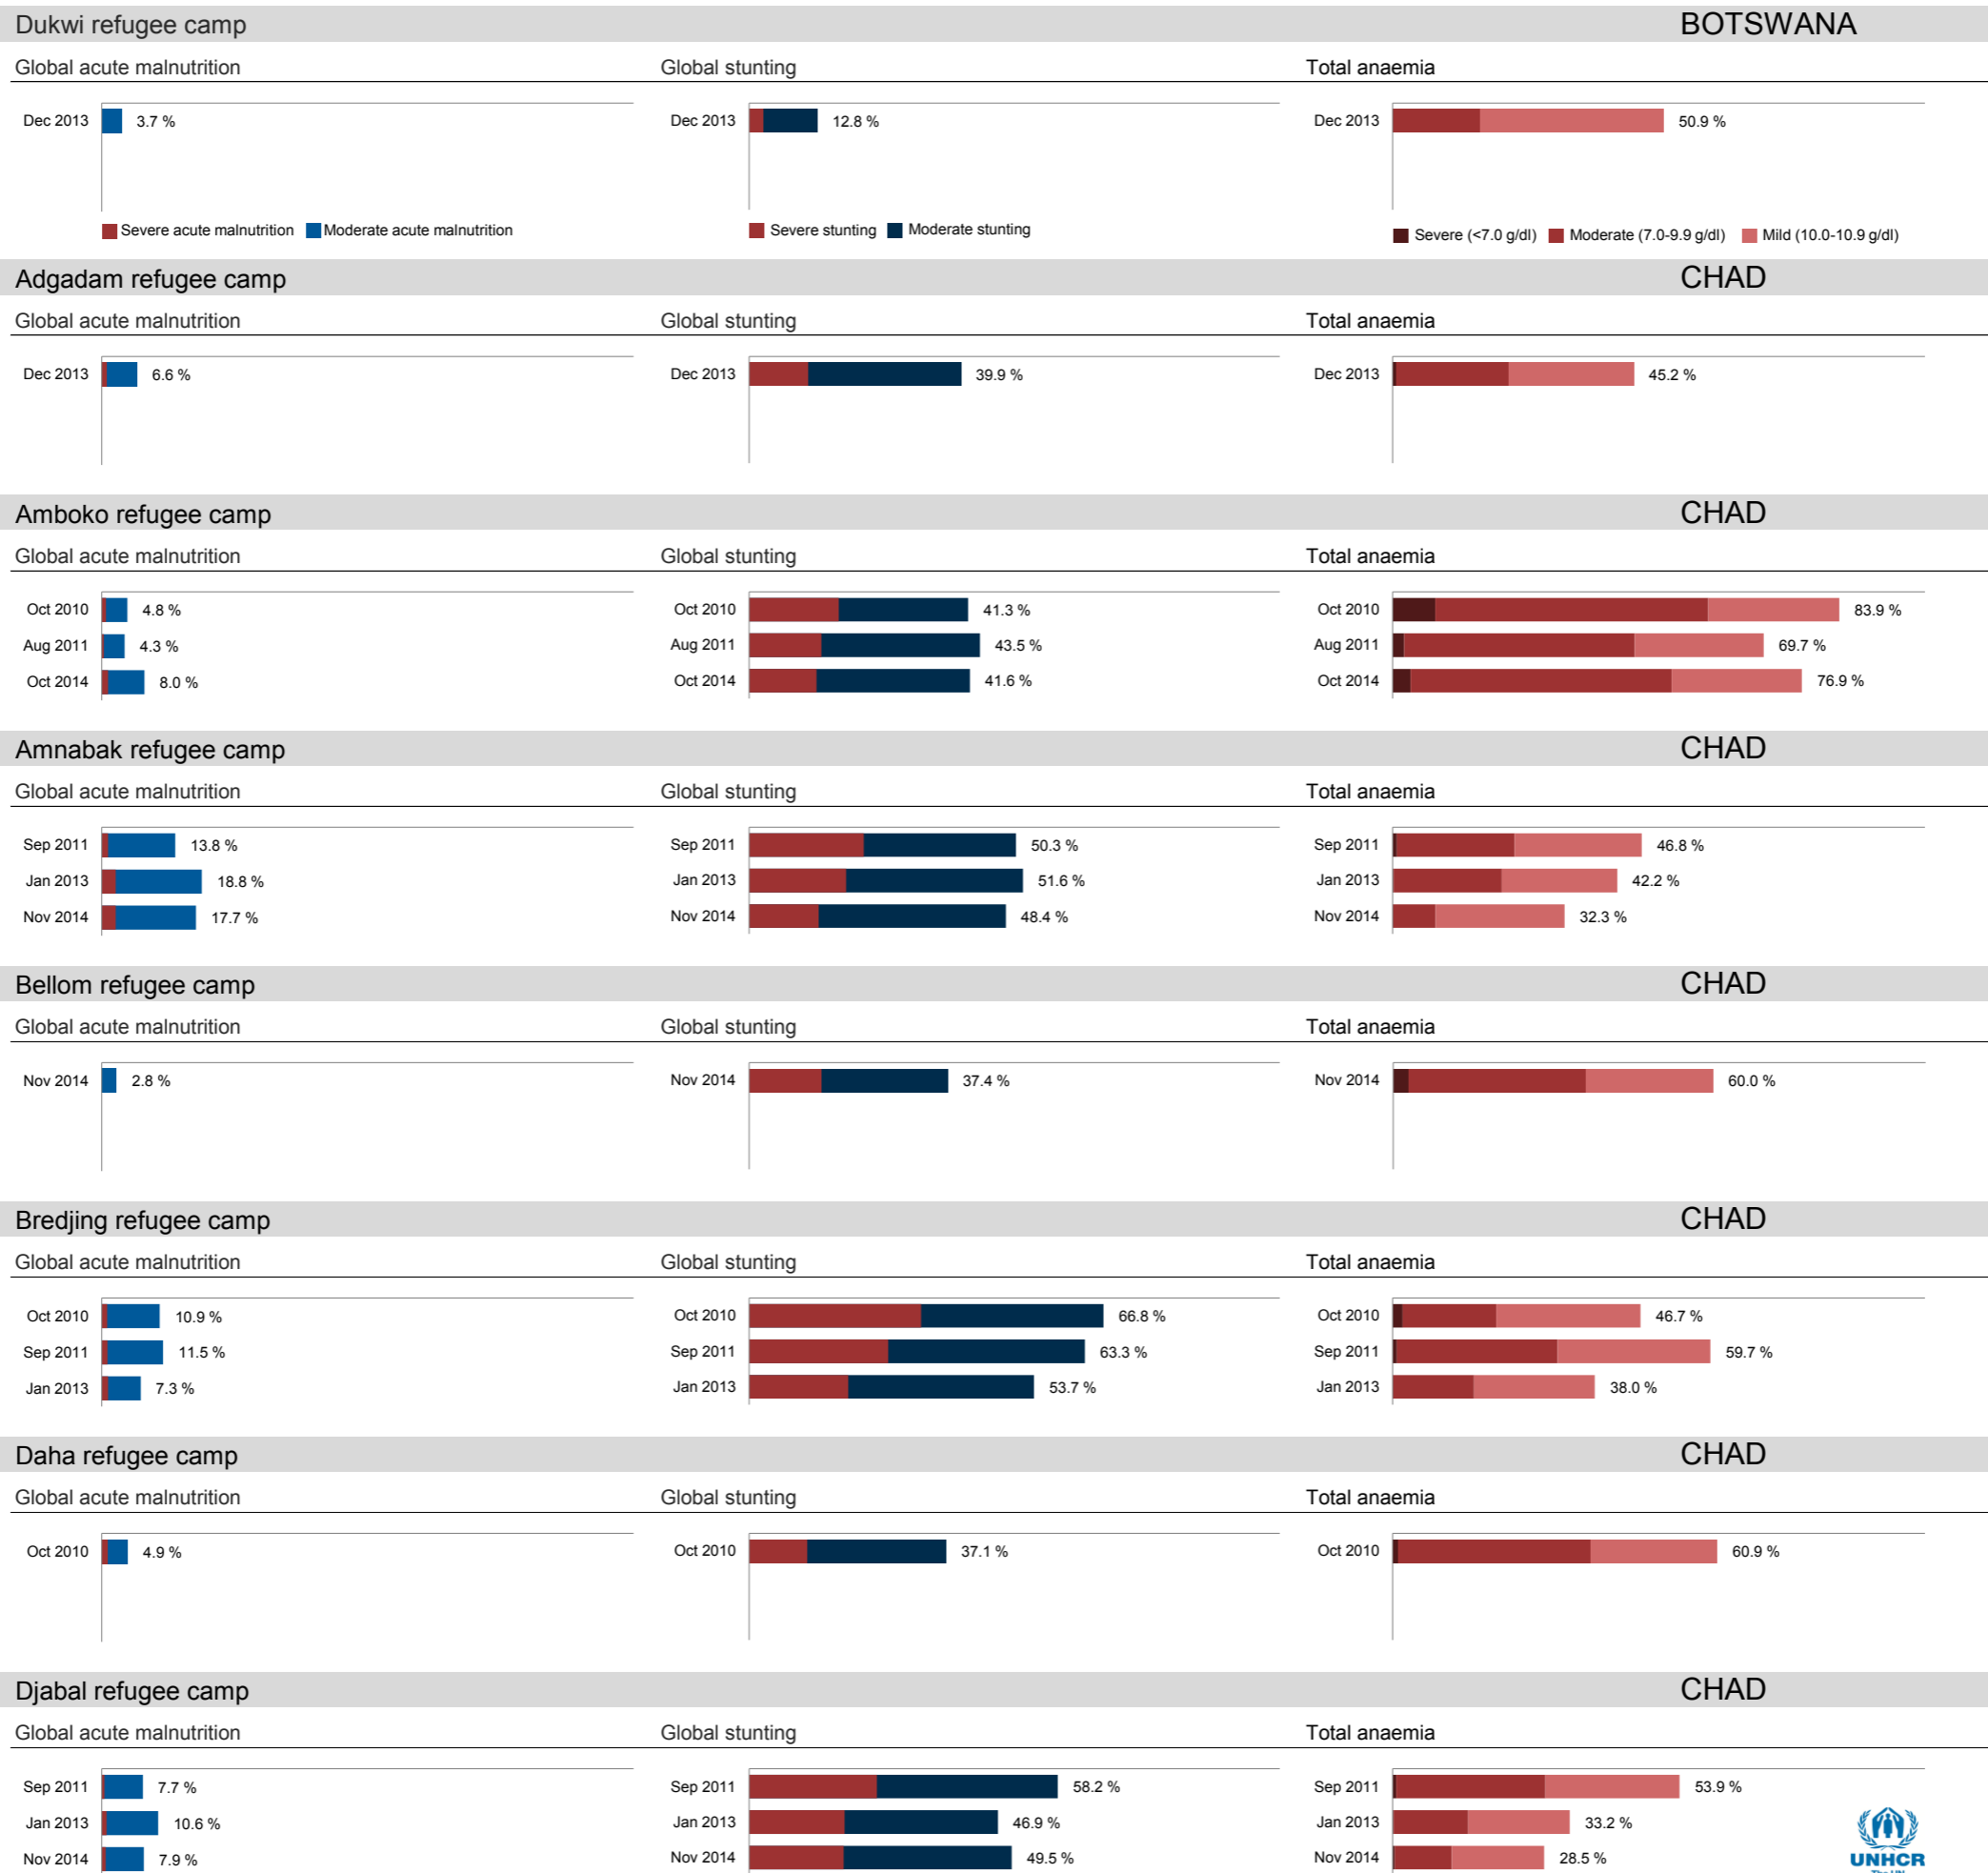 Dukwi refugee camp BOTSWANA
Global acute malnutrition Global stunting Total anaemia
Dec 2013 3.7 % Dec 2013 12.8 % Dec 2013 50.9 %
Severe acute malnutrition Moderate acute malnutrition Severe stunting Moderate stunting Severe (<7.0 g/dl) Moderate (7.0-9.9 g/dl) Mild (10.0-10.9 g/dl)
Adgadam refugee camp CHAD
Global acute malnutrition Global stunting Total anaemia
Dec 2013 6.6 % Dec 2013 39.9 % Dec 2013 45.2 %
Amboko refugee camp CHAD
Global acute malnutrition Global stunting Total anaemia
Oct 2010 4.8 % Oct 2010 41.3 % Oct 2010 83.9 %
Aug 2011 4.3 % Aug 2011 43.5 % Aug 2011 69.7 %
Oct 2014 8.0 % Oct 2014 41.6 % Oct 2014 76.9 %
Amnabak refugee camp CHAD
Global acute malnutrition Global stunting Total anaemia
Sep 2011 13.8 % Sep 2011 50.3 % Sep 2011 46.8 %
Jan 2013 18.8 % Jan 2013 51.6 % Jan 2013 42.2 %
Nov 2014 17.7 % Nov 2014 48.4 % Nov 2014 32.3 %
Bellom refugee camp CHAD
Global acute malnutrition Global stunting Total anaemia
Nov 2014 2.8 % Nov 2014 37.4 % Nov 2014 60.0 %
Bredjing refugee camp CHAD
Global acute malnutrition Global stunting Total anaemia
Oct 2010 10.9 % Oct 2010 66.8 % Oct 2010 46.7 %
Sep 2011 11.5 % Sep 2011 63.3 % Sep 2011 59.7 %
Jan 2013 7.3 % Jan 2013 53.7 % Jan 2013 38.0 %
Daha refugee camp CHAD
Global acute malnutrition Global stunting Total anaemia
Oct 2010 4.9 % Oct 2010 37.1 % Oct 2010 60.9 %
Djabal refugee camp CHAD
Global acute malnutrition Global stunting Total anaemia
Sep 2011 7.7 % Sep 2011 58.2 % Sep 2011 53.9 %
Jan 2013 10.6 % Jan 2013 46.9 % Jan 2013 33.2 %
Nov 2014 7.9 % Nov 2014 49.5 % Nov 2014 28.5 %
UNHCR